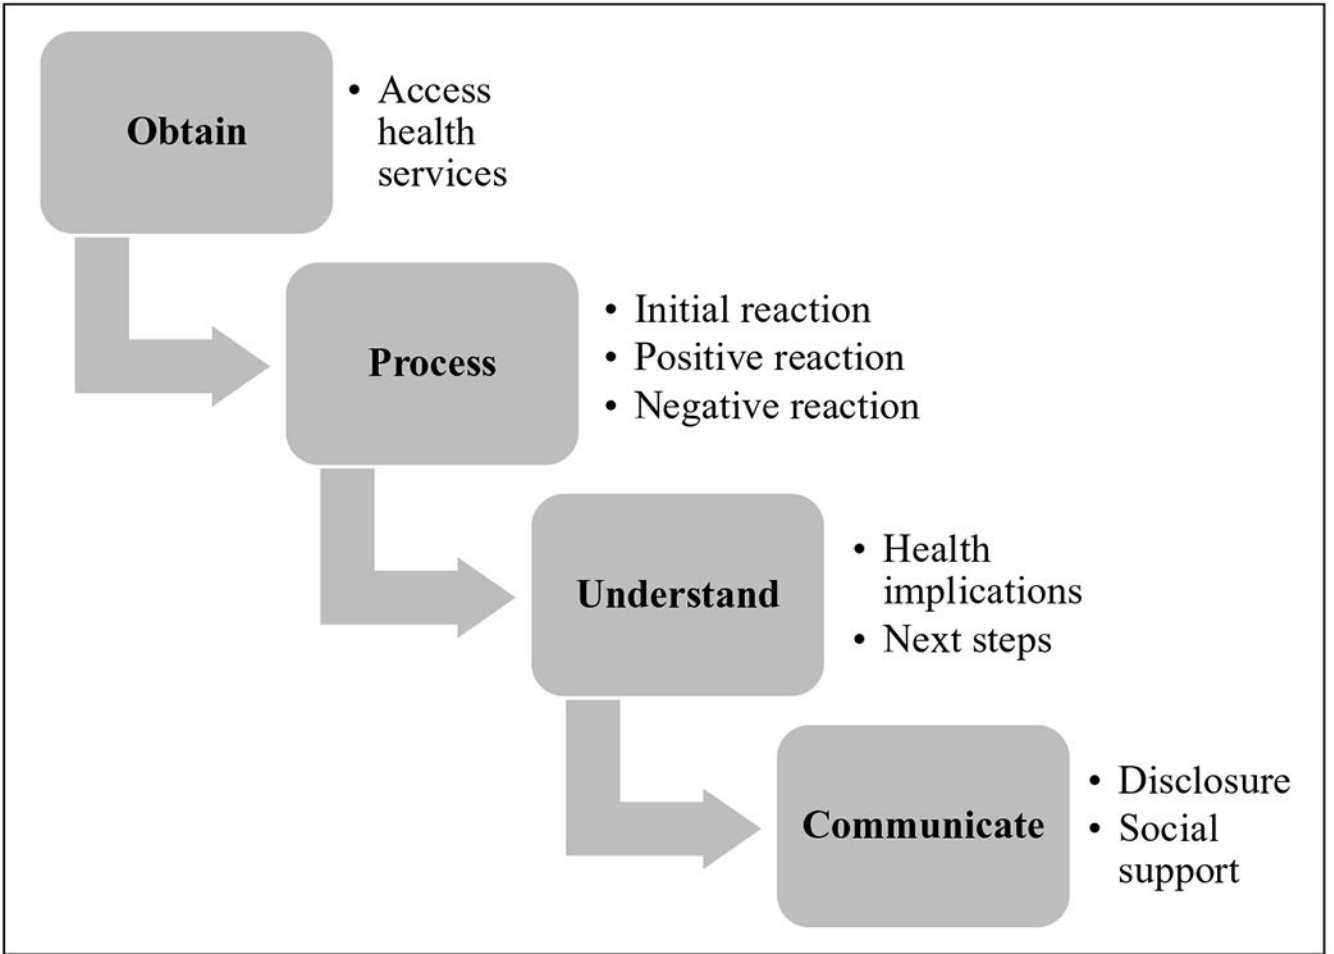 Obtain
• Access
health
services
Process
• Initial reaction
• Positive reaction
• Negative reaction
Understand
• Health
implications
• Next steps
Communicate
• Disclosure
• Social
support